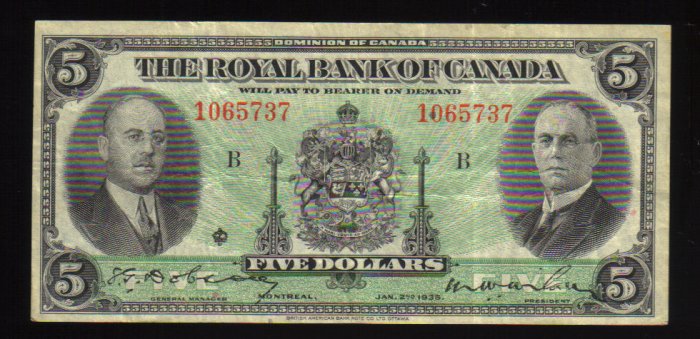 DOMINION OF CANADA
5 5
THE ROYAL BANK OF CANADA
WILL PAY TO BEARER ON DEMAND
1065737 1065737
B B
FIVE DOLLARS
5 5
GENERAL MANAGER MONTREAL, JAN. 2ND 1935. PRESIDENT
BRITISH AMERICAN BANK NOTE CO. LTD. OTTAWA